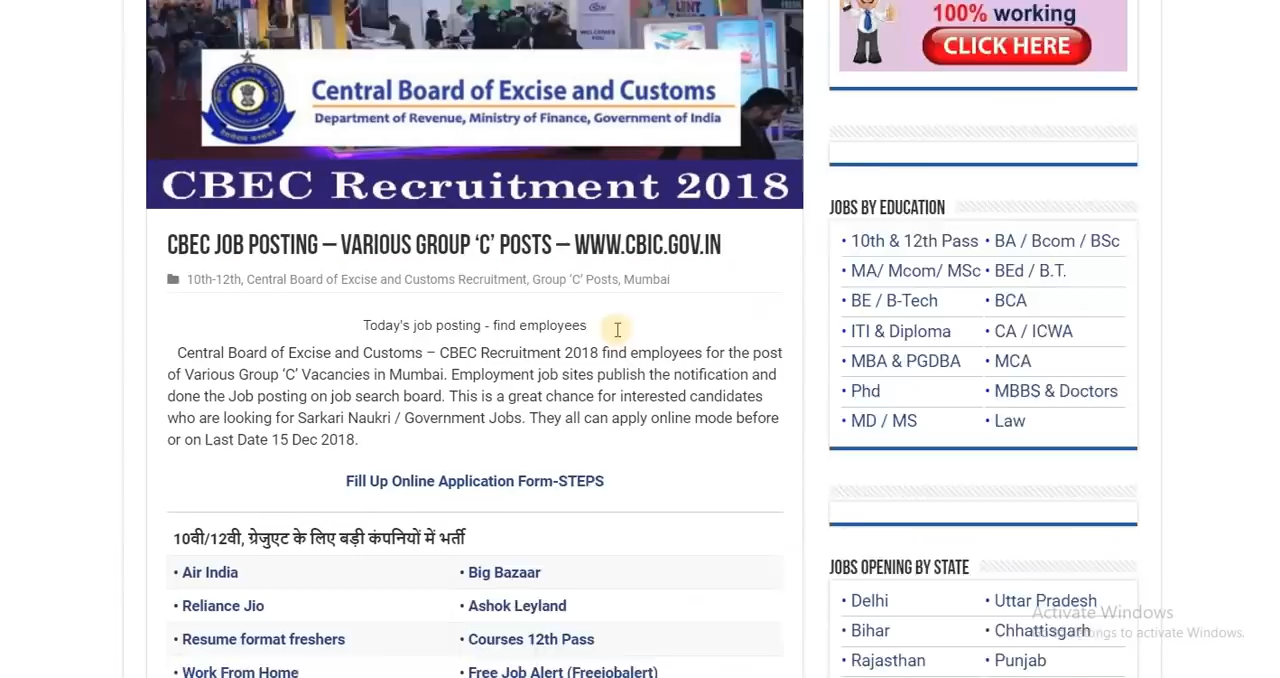 100% working
CLICK HERE
WELCOMES YOU
Central Board of Excise and Customs
Department of Revenue, Ministry of Finance, Government of India
CBEC Recruitment 2018
CBEC JOB POSTING – VARIOUS GROUP ‘C’ POSTS – WWW.CBIC.GOV.IN
10th-12th, Central Board of Excise and Customs Recruitment, Group ‘C’ Posts, Mumbai
Today's job posting - find employees
Central Board of Excise and Customs – CBEC Recruitment 2018 find employees for the post
of Various Group ‘C’ Vacancies in Mumbai. Employment job sites publish the notification and
done the Job posting on job search board. This is a great chance for interested candidates
who are looking for Sarkari Naukri / Government Jobs. They all can apply online mode before
or on Last Date 15 Dec 2018.
Fill Up Online Application Form-STEPS
10वी/12वी, ग्रेजुएट के लिए बड़ी कंपनियों में भर्ती
• Air India • Big Bazaar
• Reliance Jio • Ashok Leyland
• Resume format freshers • Courses 12th Pass
• Work From Home • Free Job Alert (Freejobalert)
JOBS BY EDUCATION
• 10th & 12th Pass • BA / Bcom / BSc
• MA/ Mcom/ MSc • BEd / B.T.
• BE / B-Tech • BCA
• ITI & Diploma • CA / ICWA
• MBA & PGDBA • MCA
• Phd • MBBS & Doctors
• MD / MS • Law
JOBS OPENING BY STATE
• Delhi • Uttar Pradesh
• Bihar • Chhattisgarh
• Rajasthan • Punjab
Activate Windows
to activate Windows.